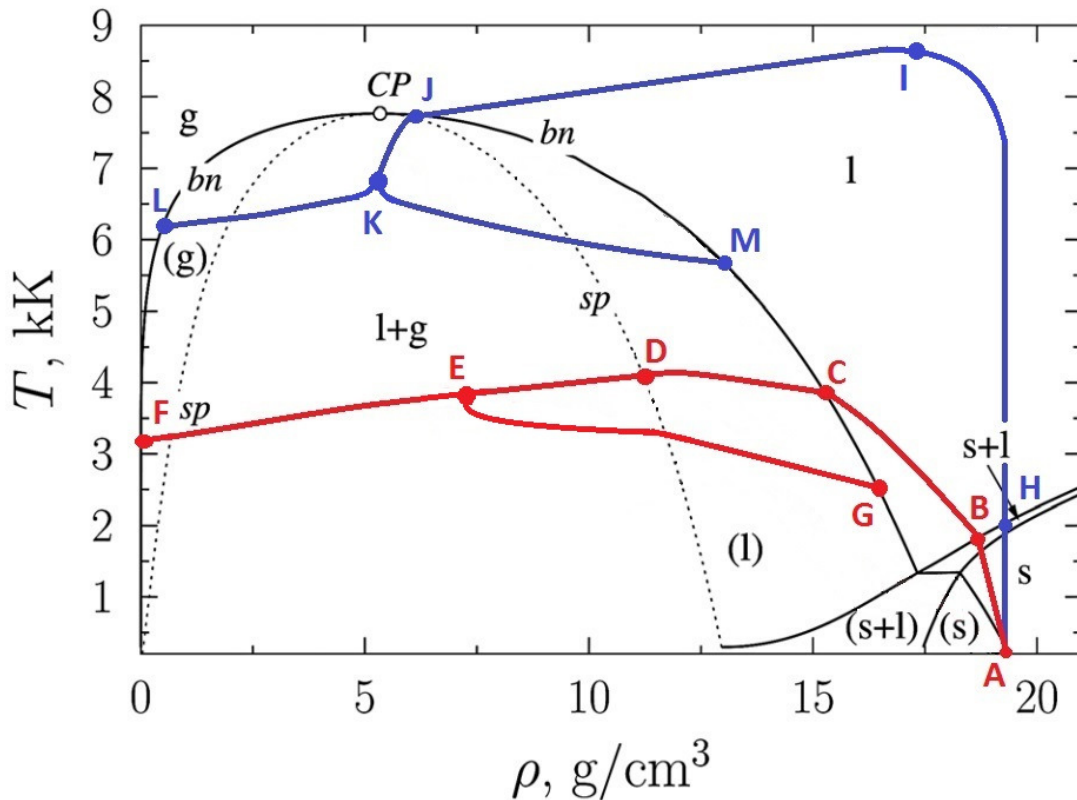 9
8
7
6
5
4
3
2
1
T, kK
0
5
10
15
20
ρ, g/cm³
g
CP
J
I
bn
bn
l
L
K
M
(g)
sp
l+g
D
E
C
F
sp
s+l
H
G
B
(l)
s
(s+l)
(s)
A